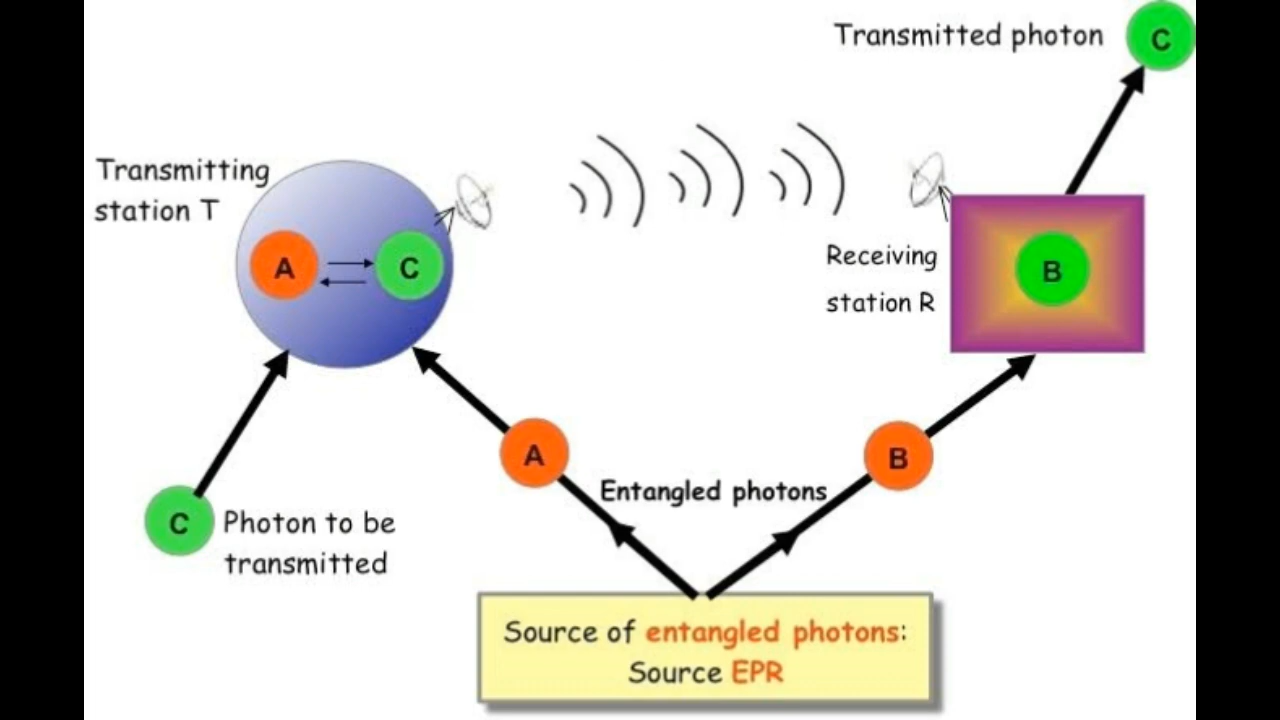 Transmitted photon
C
Transmitting
station T
A
C
Receiving
station R
B
A
B
Entangled photons
C
Photon to be
transmitted
Source of entangled photons:
Source EPR